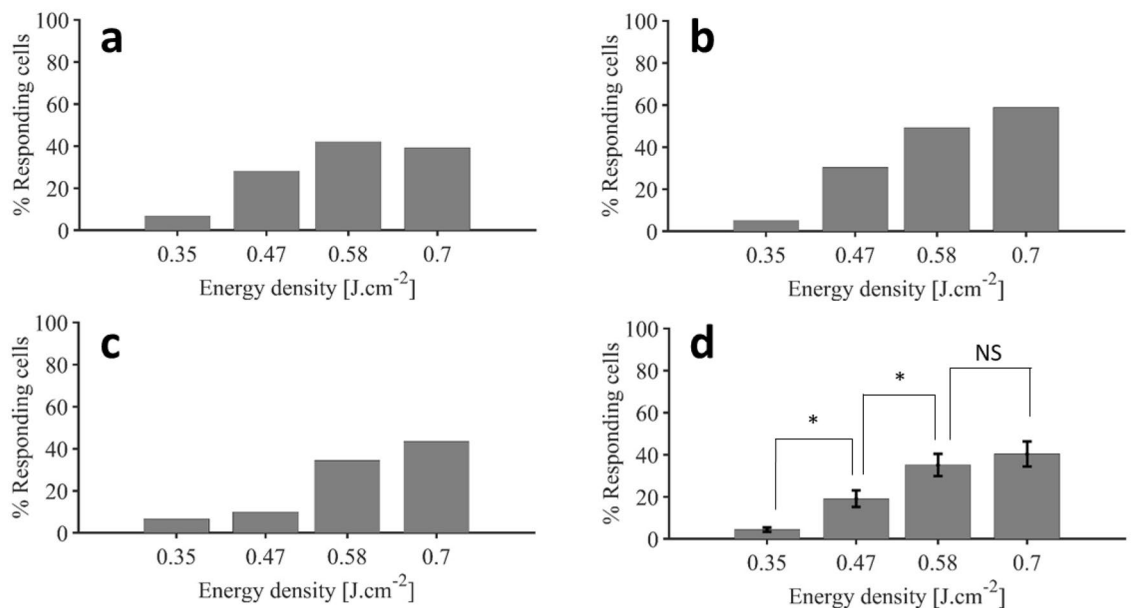 a
% Responding cells
100
80
60
40
20
0
0.35 0.47 0.58 0.7
Energy density [J.cm-2]
b
% Responding cells
100
80
60
40
20
0
0.35 0.47 0.58 0.7
Energy density [J.cm-2]
c
% Responding cells
100
80
60
40
20
0
0.35 0.47 0.58 0.7
Energy density [J.cm-2]
d
% Responding cells
100
80
60
40
20
0
* * NS
0.35 0.47 0.58 0.7
Energy density [J.cm-2]